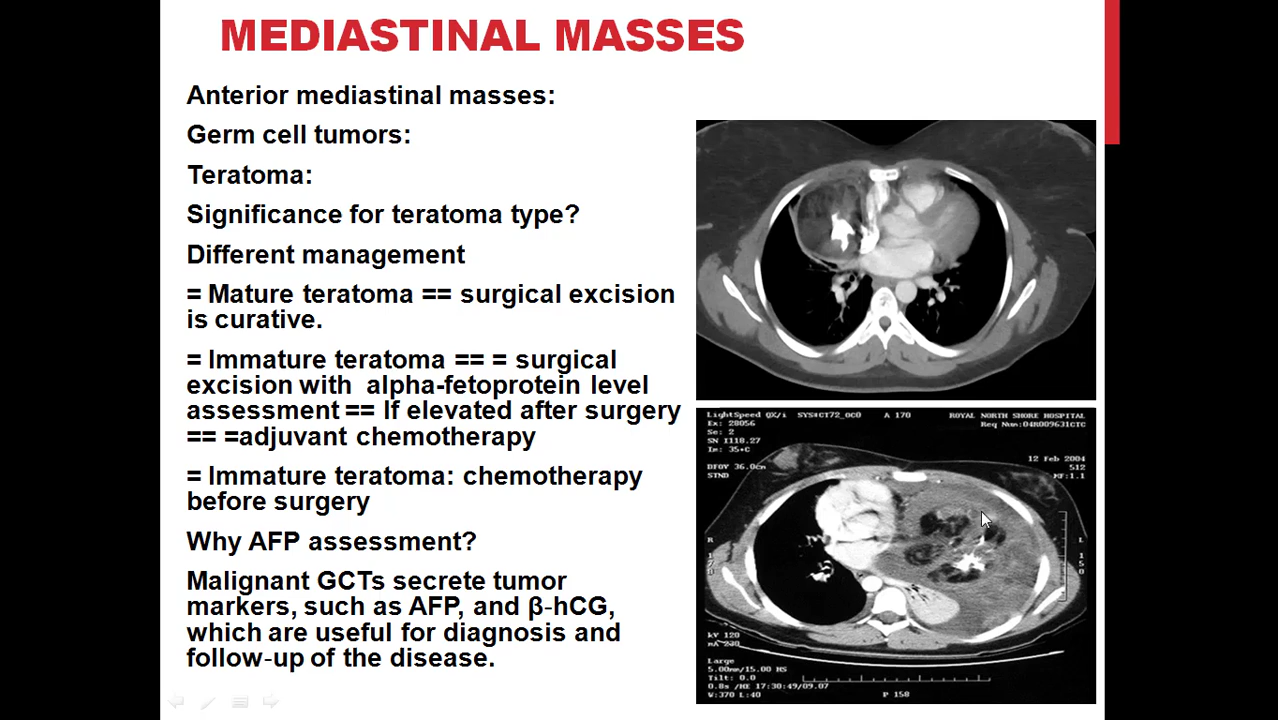 MEDIASTINAL MASSES
Anterior mediastinal masses:
Germ cell tumors:
Teratoma:
Significance for teratoma type?
Different management
= Mature teratoma == surgical excision
is curative.
= Immature teratoma == = surgical
excision with alpha-fetoprotein level
assessment == If elevated after surgery
== =adjuvant chemotherapy
= Immature teratoma: chemotherapy
before surgery
Why AFP assessment?
Malignant GCTs secrete tumor
markers, such as AFP, and β-hCG,
which are useful for diagnosis and
follow-up of the disease.
LightSpeed QX/i SYS#CT72_OC0 A 170 ROYAL NORTH SHORE HOSPITAL
Ex: 28056 Req Num:04R009631CTC
Se: 2
SN I118.27
Im: 35+C
12 Feb 2004
DFOV 36.0cm 512
STND MF:1.1
R L
kV 120
mA 230
Large
5.00mm/15.00
Tilt: 0.0
0.8s /HE 17:30:49/09.07
W:370 L:40 P 158